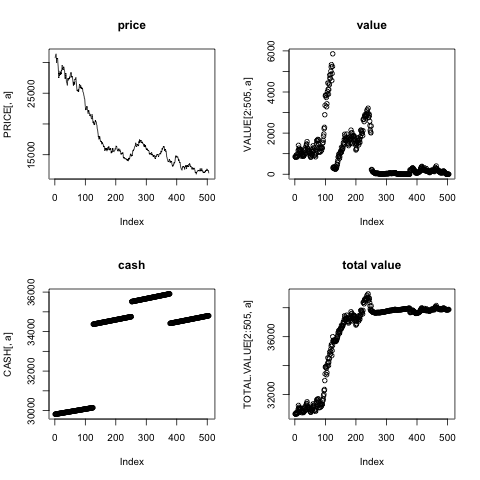 price
PRICE[, a]
25000
15000
0 100 200 300 400 500
Index
value
VALUE[2:505, a]
6000
4000
2000
0
0 100 200 300 400 500
Index
cash
CASH[, a]
36000
34000
32000
30000
0 100 200 300 400 500
Index
total value
TOTAL.VALUE[2:505, a]
36000
32000
0 100 200 300 400 500
Index